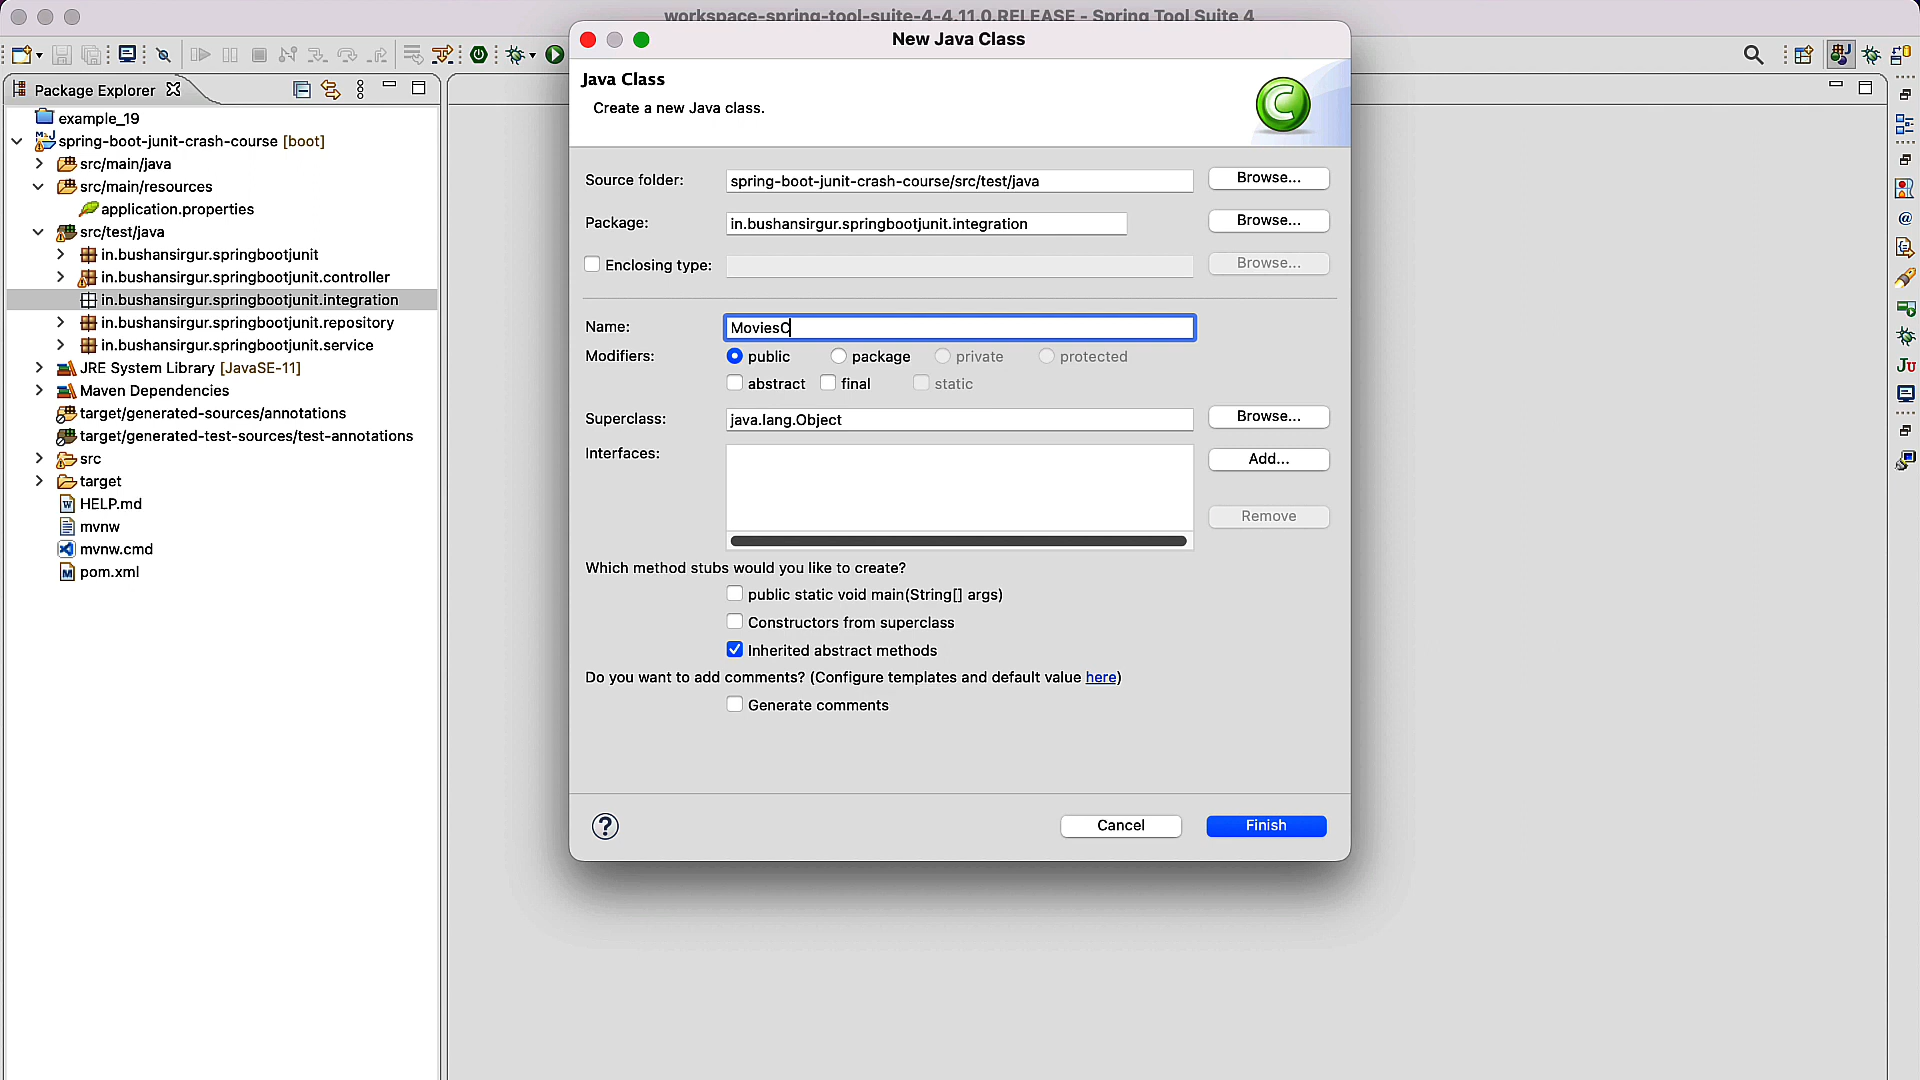 workspace-spring-tool-suite-4-4.11.0.RELEASE - Spring Tool Suite 4
New Java Class
Java Class
Create a new Java class.
Package Explorer
example_19
spring-boot-junit-crash-course [boot]
src/main/java
src/main/resources
application.properties
src/test/java
in.bushansirgur.springbootjunit
in.bushansirgur.springbootjunit.controller
in.bushansirgur.springbootjunit.integration
in.bushansirgur.springbootjunit.repository
in.bushansirgur.springbootjunit.service
JRE System Library [JavaSE-11]
Maven Dependencies
target/generated-sources/annotations
target/generated-test-sources/test-annotations
src
target
HELP.md
mvnw
mvnw.cmd
pom.xml
Source folder: spring-boot-junit-crash-course/src/test/java Browse...
Package: in.bushansirgur.springbootjunit.integration Browse...
Enclosing type: Browse...
Name: MoviesC
Modifiers: public package private protected
abstract final static
Superclass: java.lang.Object Browse...
Interfaces: Add...
Remove
Which method stubs would you like to create?
public static void main(String[] args)
Constructors from superclass
Inherited abstract methods
Do you want to add comments? (Configure templates and default value here)
Generate comments
? Cancel Finish